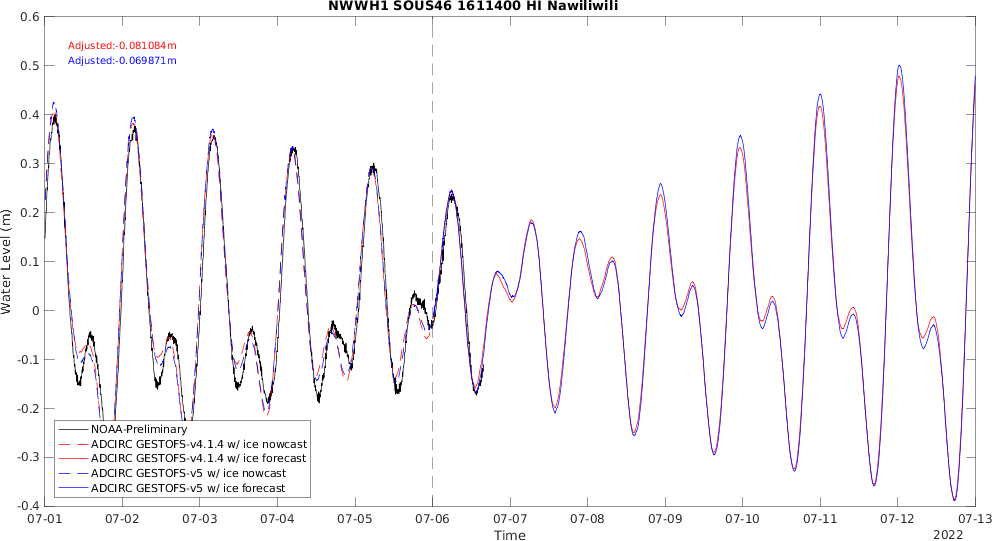 NWWH1 SOUS46 1611400 HI Nawiliwili
0.6
0.5
0.4
0.3
0.2
0.1
0
-0.1
-0.2
-0.3
-0.4
Water Level (m)
Adjusted:-0.081084m
Adjusted:-0.069871m
NOAA-Preliminary
ADCIRC GESTOFS-v4.1.4 w/ ice nowcast
ADCIRC GESTOFS-v4.1.4 w/ ice forecast
ADCIRC GESTOFS-v5 w/ ice nowcast
ADCIRC GESTOFS-v5 w/ ice forecast
07-01 07-02 07-03 07-04 07-05 07-06 07-07 07-08 07-09 07-10 07-11 07-12 07-13
Time
2022